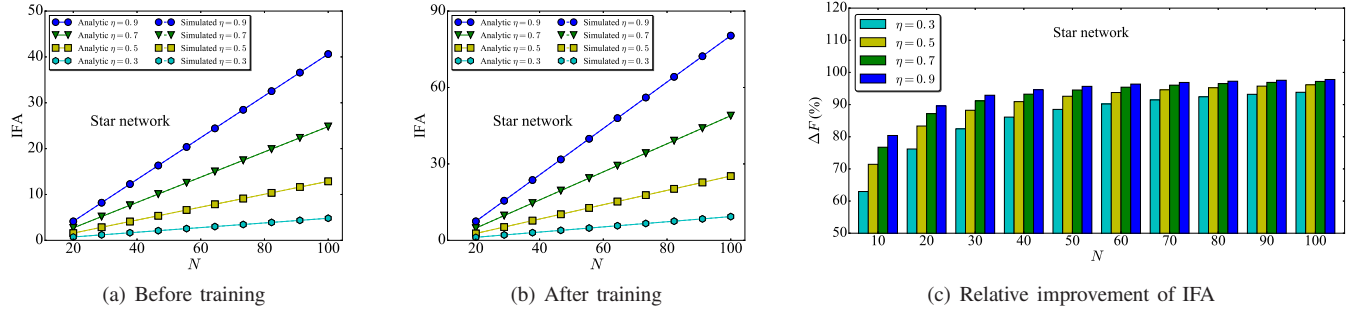 50
40
30
20
10
0
IFA
Analytic η = 0.9
Analytic η = 0.7
Analytic η = 0.5
Analytic η = 0.3
Simulated η = 0.9
Simulated η = 0.7
Simulated η = 0.5
Simulated η = 0.3
Star network
20 40 60 80 100
N
(a) Before training
90
60
30
0
IFA
Analytic η = 0.9
Analytic η = 0.7
Analytic η = 0.5
Analytic η = 0.3
Simulated η = 0.9
Simulated η = 0.7
Simulated η = 0.5
Simulated η = 0.3
Star network
20 40 60 80 100
N
(b) After training
120
110
100
90
80
70
60
50
ΔF(%)
η = 0.3
η = 0.5
η = 0.7
η = 0.9
Star network
10 20 30 40 50 60 70 80 90 100
N
(c) Relative improvement of IFA